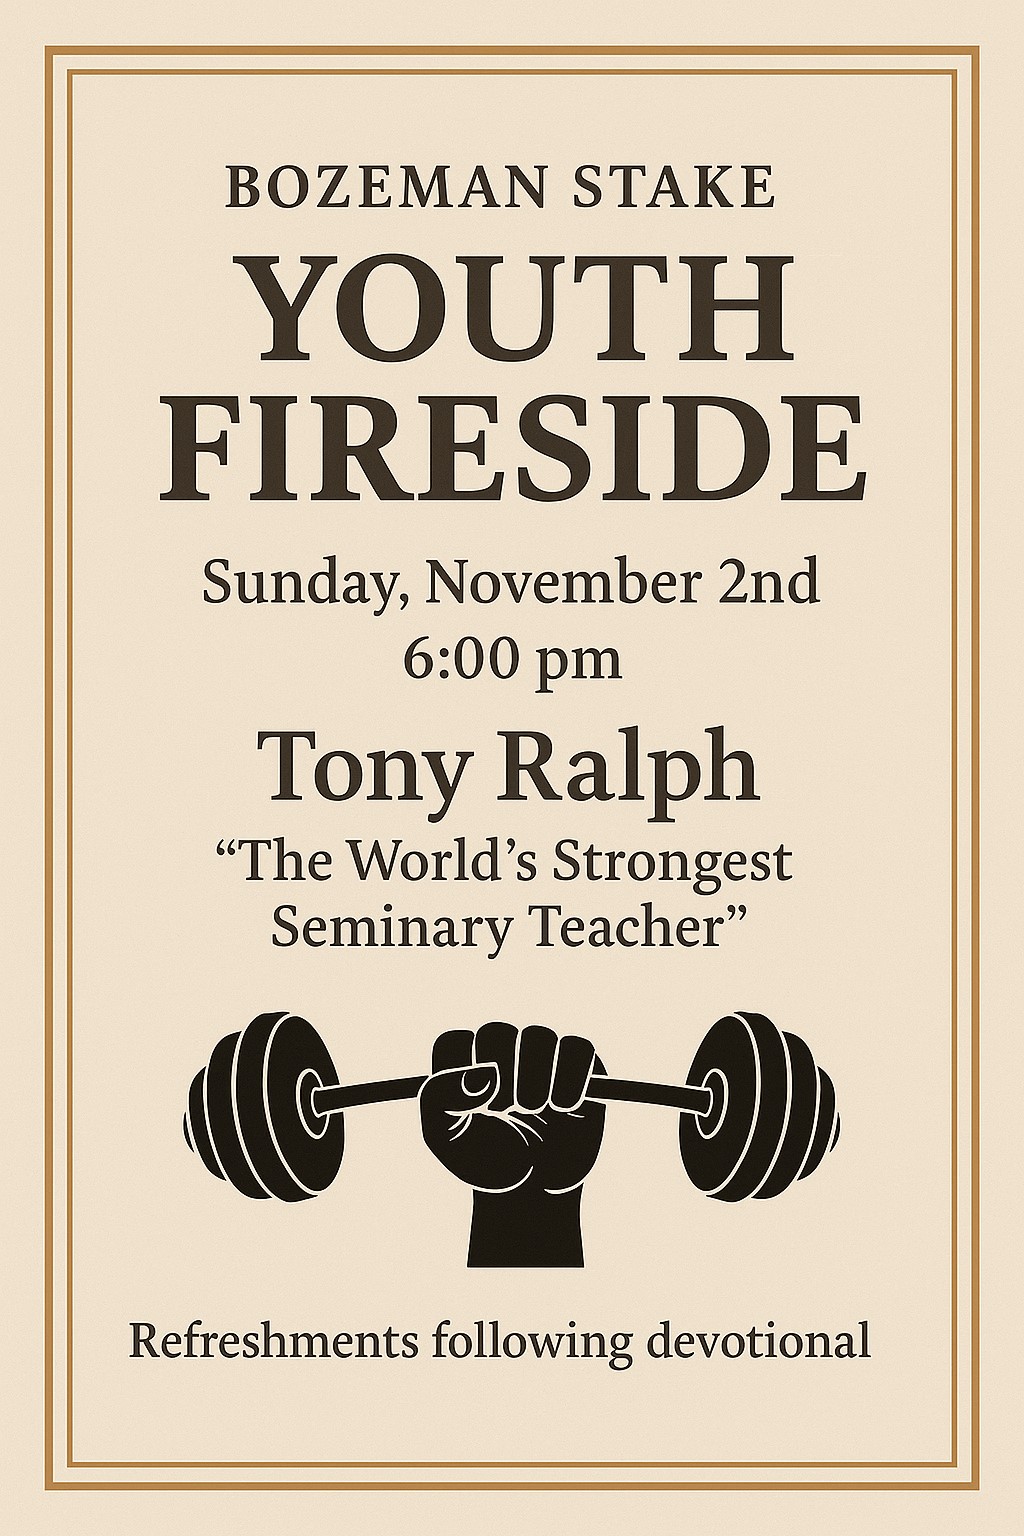 BOZEMAN STAKE
YOUTH
FIRESIDE
Sunday, November 2nd
6:00 pm
Tony Ralph
“The World’s Strongest
Seminary Teacher”
Refreshments following devotional